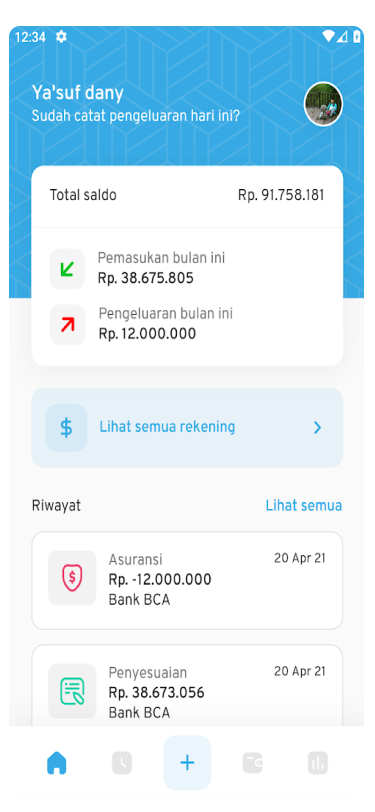 12:34
Ya'suf dany
Sudah catat pengeluaran hari ini?
Total saldo Rp. 91.758.181
Pemasukan bulan ini
Rp. 38.675.805
Pengeluaran bulan ini
Rp. 12.000.000
$ Lihat semua rekening
Riwayat Lihat semua
Asuransi 20 Apr 21
Rp. -12.000.000
Bank BCA
Penyesuaian 20 Apr 21
Rp. 38.673.056
Bank BCA